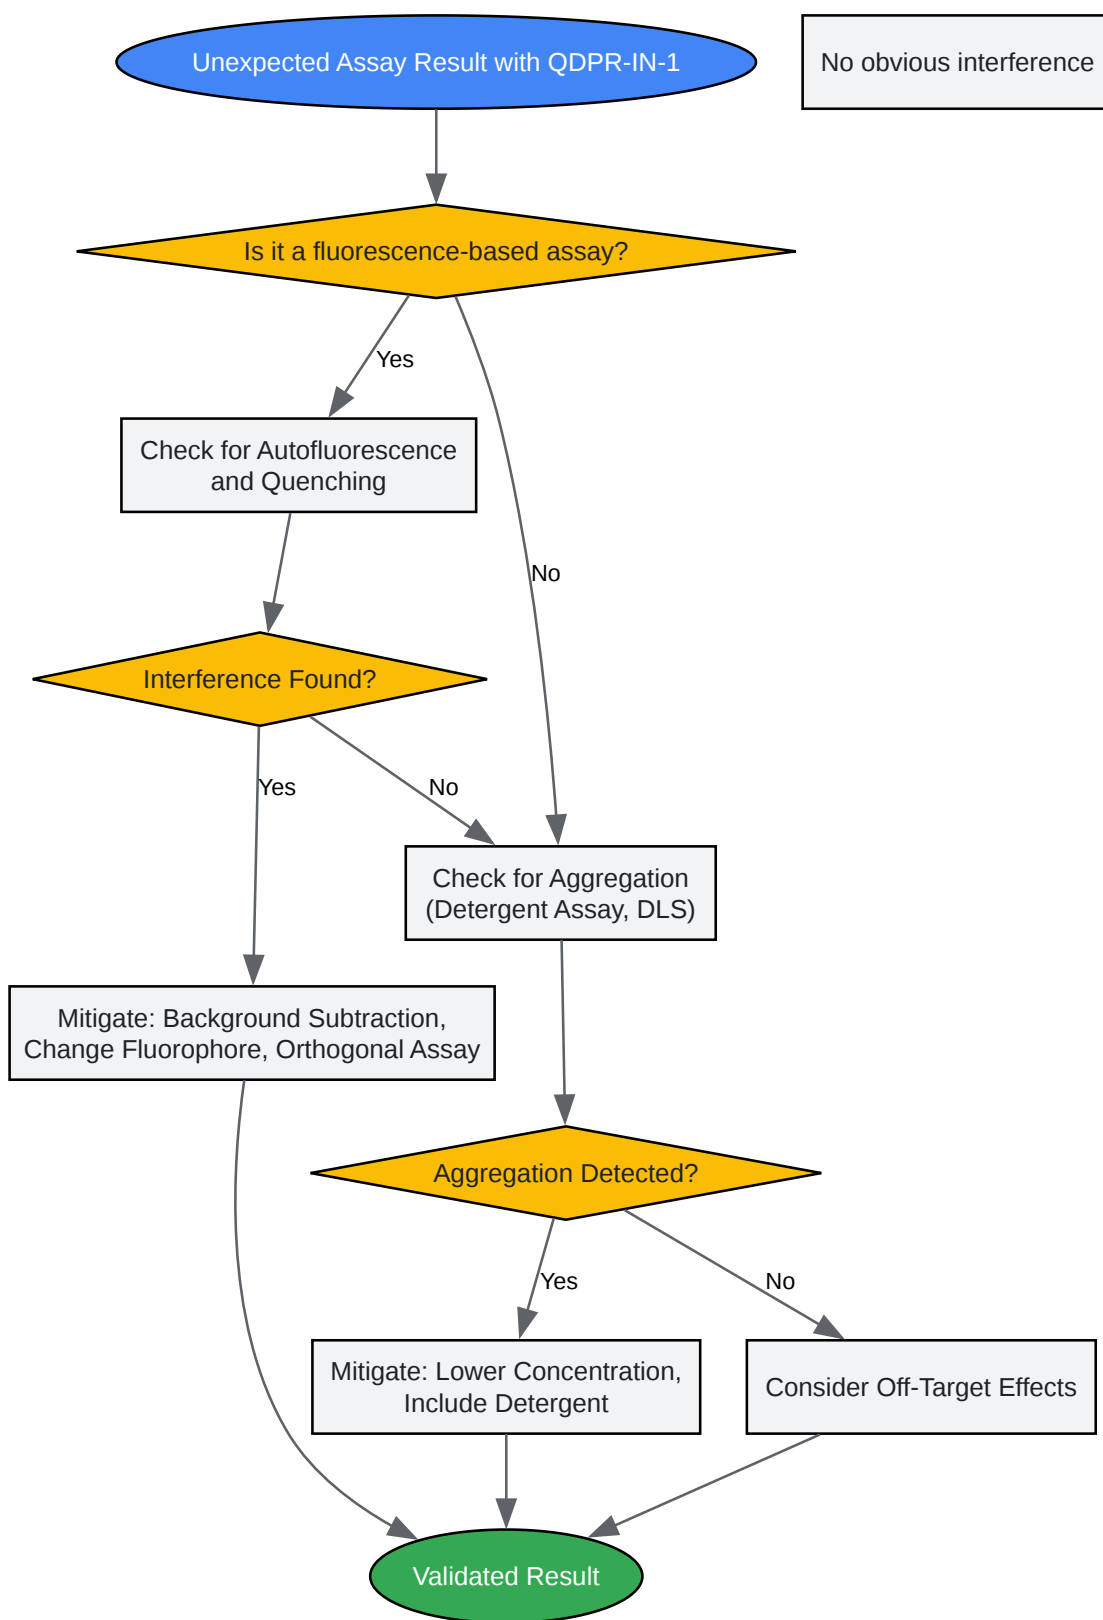 Unexpected Assay Result with QDPR-IN-1
No obvious interference
Is it a fluorescence-based assay?
Yes
Check for Autofluorescence
and Quenching
No
Interference Found?
Yes
No
Check for Aggregation
(Detergent Assay, DLS)
Mitigate: Background Subtraction,
Change Fluorophore, Orthogonal Assay
Aggregation Detected?
Yes
No
Mitigate: Lower Concentration,
Include Detergent
Consider Off-Target Effects
Validated Result